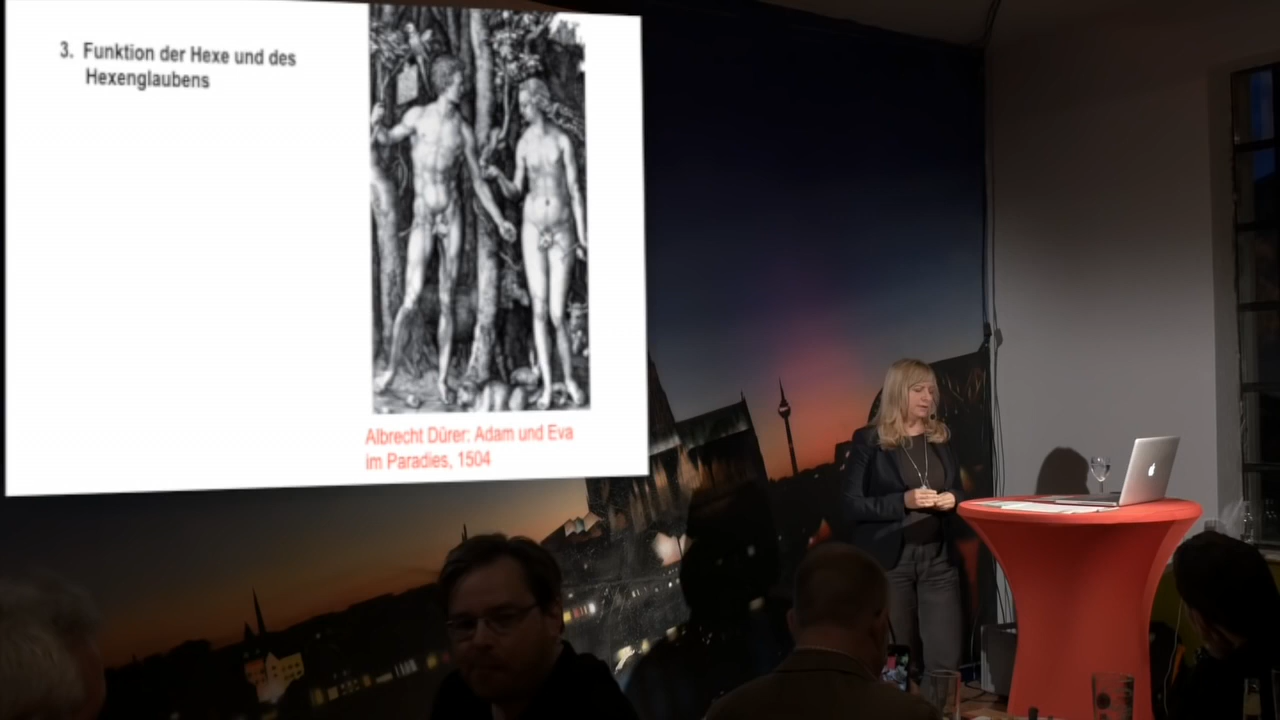 3. Funktion der Hexe und des
Hexenglaubens
Albrecht Dürer: Adam und Eva
im Paradies, 1504